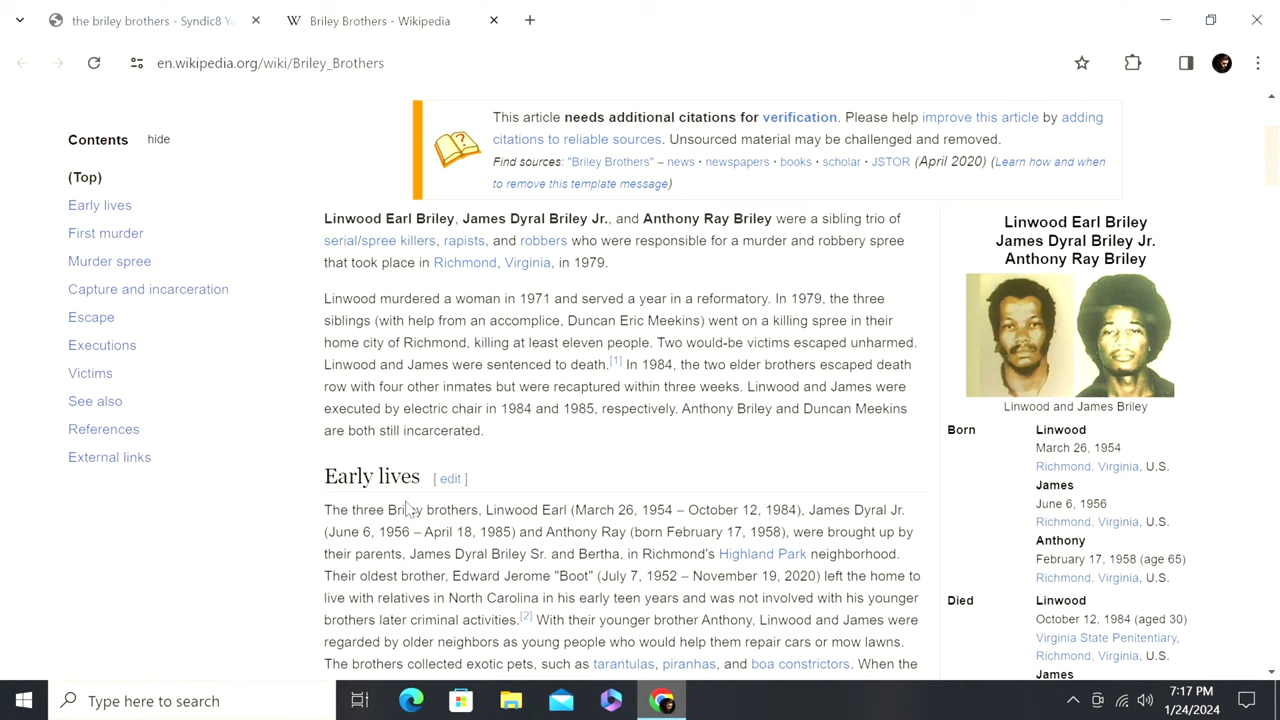 the briley brothers - Syndic8 Yo
Briley Brothers - Wikipedia
en.wikipedia.org/wiki/Briley_Brothers
This article needs additional citations for verification. Please help improve this article by adding
citations to reliable sources. Unsourced material may be challenged and removed.
Find sources: "Briley Brothers" – news · newspapers · books · scholar · JSTOR (April 2020) (Learn how and when
to remove this template message)
Contents hide
(Top)
Early lives
First murder
Murder spree
Capture and incarceration
Escape
Executions
Victims
See also
References
External links
Linwood Earl Briley, James Dyral Briley Jr., and Anthony Ray Briley were a sibling trio of
serial/spree killers, rapists, and robbers who were responsible for a murder and robbery spree
that took place in Richmond, Virginia, in 1979.
Linwood murdered a woman in 1971 and served a year in a reformatory. In 1979, the three
siblings (with help from an accomplice, Duncan Eric Meekins) went on a killing spree in their
home city of Richmond, killing at least eleven people. Two would-be victims escaped unharmed.
Linwood and James were sentenced to death.[1] In 1984, the two elder brothers escaped death
row with four other inmates but were recaptured within three weeks. Linwood and James were
executed by electric chair in 1984 and 1985, respectively. Anthony Briley and Duncan Meekins
are both still incarcerated.
Early lives [ edit ]
The three Briley brothers, Linwood Earl (March 26, 1954 – October 12, 1984), James Dyral Jr.
(June 6, 1956 – April 18, 1985) and Anthony Ray (born February 17, 1958), were brought up by
their parents, James Dyral Briley Sr. and Bertha, in Richmond's Highland Park neighborhood.
Their oldest brother, Edward Jerome "Boot" (July 7, 1952 – November 19, 2020) left the home to
live with relatives in North Carolina in his early teen years and was not involved with his younger
brothers later criminal activities.[2] With their younger brother Anthony, Linwood and James were
regarded by older neighbors as young people who would help them repair cars or mow lawns.
The brothers collected exotic pets, such as tarantulas, piranhas, and boa constrictors. When the
Linwood Earl Briley
James Dyral Briley Jr.
Anthony Ray Briley
Linwood and James Briley
Born Linwood
March 26, 1954
Richmond, Virginia, U.S.
James
June 6, 1956
Richmond, Virginia, U.S.
Anthony
February 17, 1958 (age 65)
Richmond, Virginia, U.S.
Died Linwood
October 12, 1984 (aged 30)
Virginia State Penitentiary,
Richmond, Virginia, U.S.
James
Type here to search
7:17 PM
1/24/2024